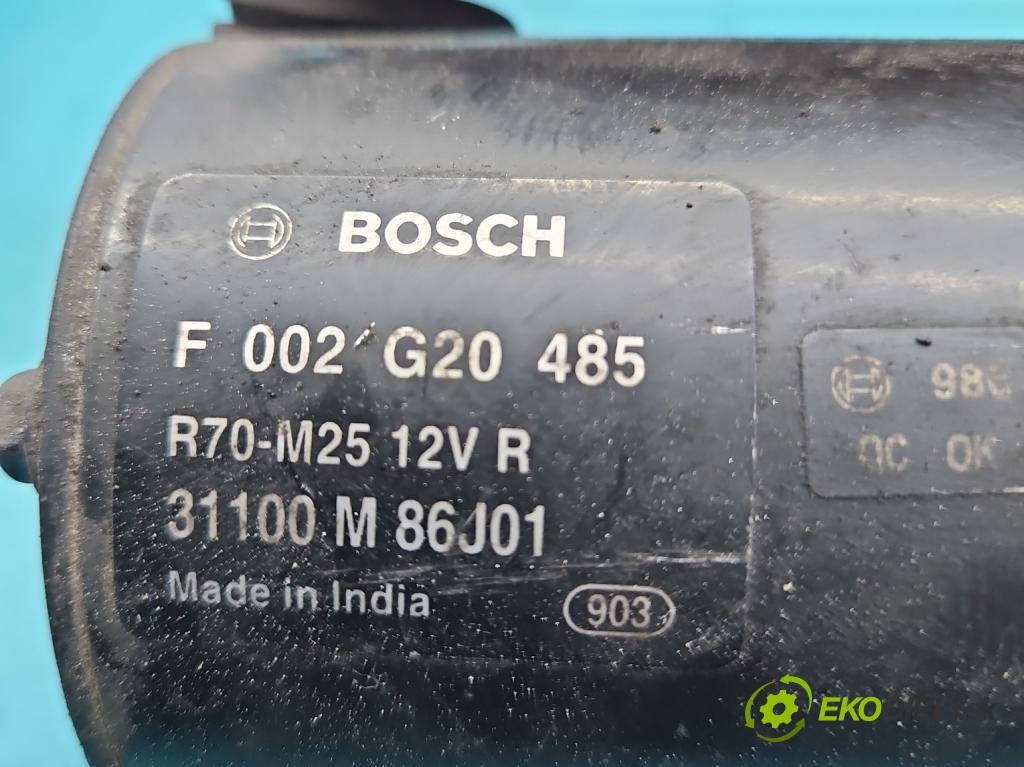 BOSCH
F 002 G20 485
R70-M25 12V R
31100 M 86J01
Made in India
903
QC OK
EKO